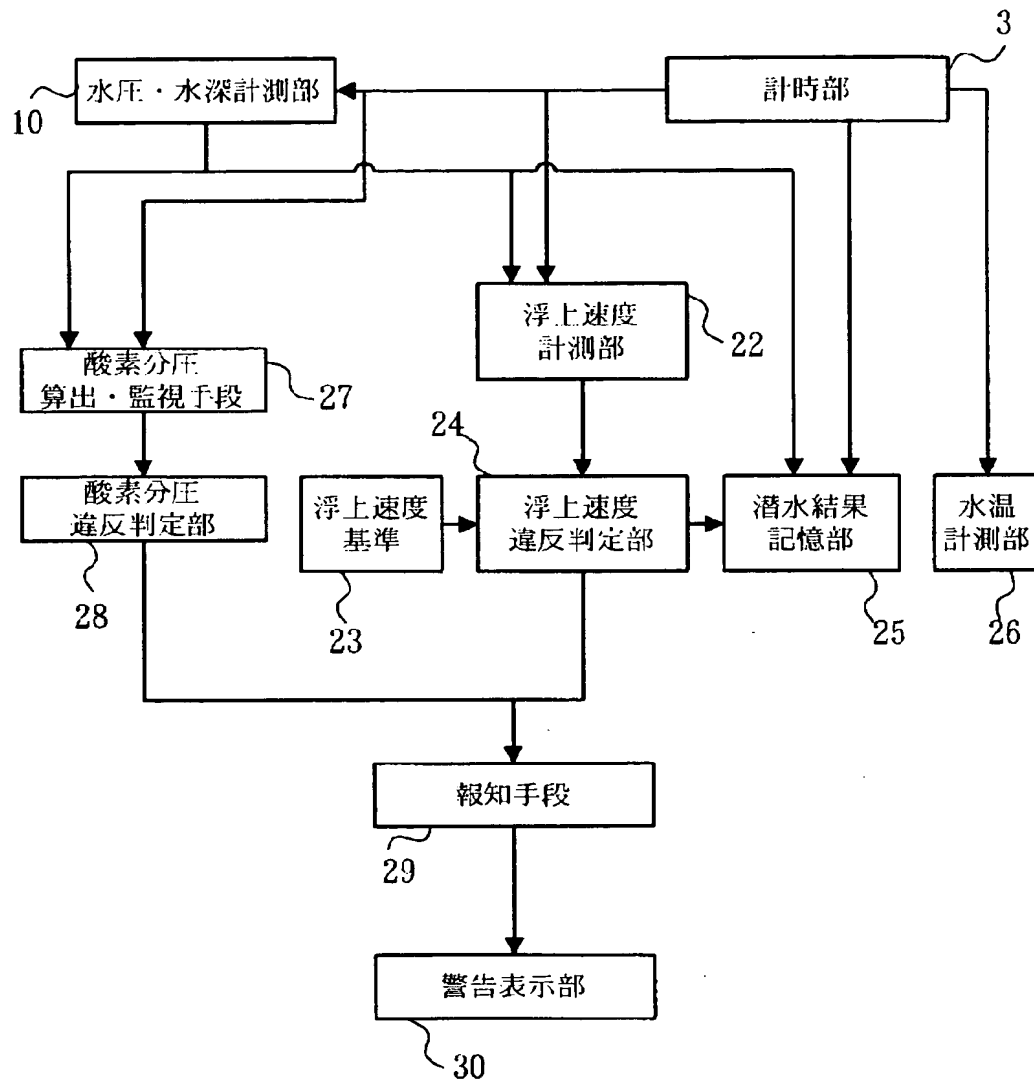 3
水圧・水深計測部
計時部
10
浮上速度
計測部
22
酸素分圧
算出・監視手段
27
24
酸素分圧
違反判定部
浮上速度
基準
浮上速度
違反判定部
潜水結果
記憶部
水温
計測部
28
23
25
26
報知手段
29
警告表示部
30